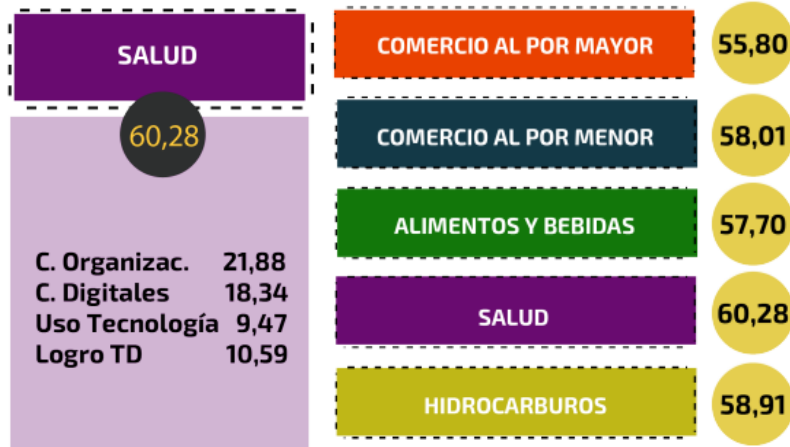 SALUD
60,28
C. Organizac. 21,88
C. Digitales 18,34
Uso Tecnología 9,47
Logro TD 10,59
COMERCIO AL POR MAYOR 55,80
COMERCIO AL POR MENOR 58,01
ALIMENTOS Y BEBIDAS 57,70
SALUD 60,28
HIDROCARBUROS 58,91